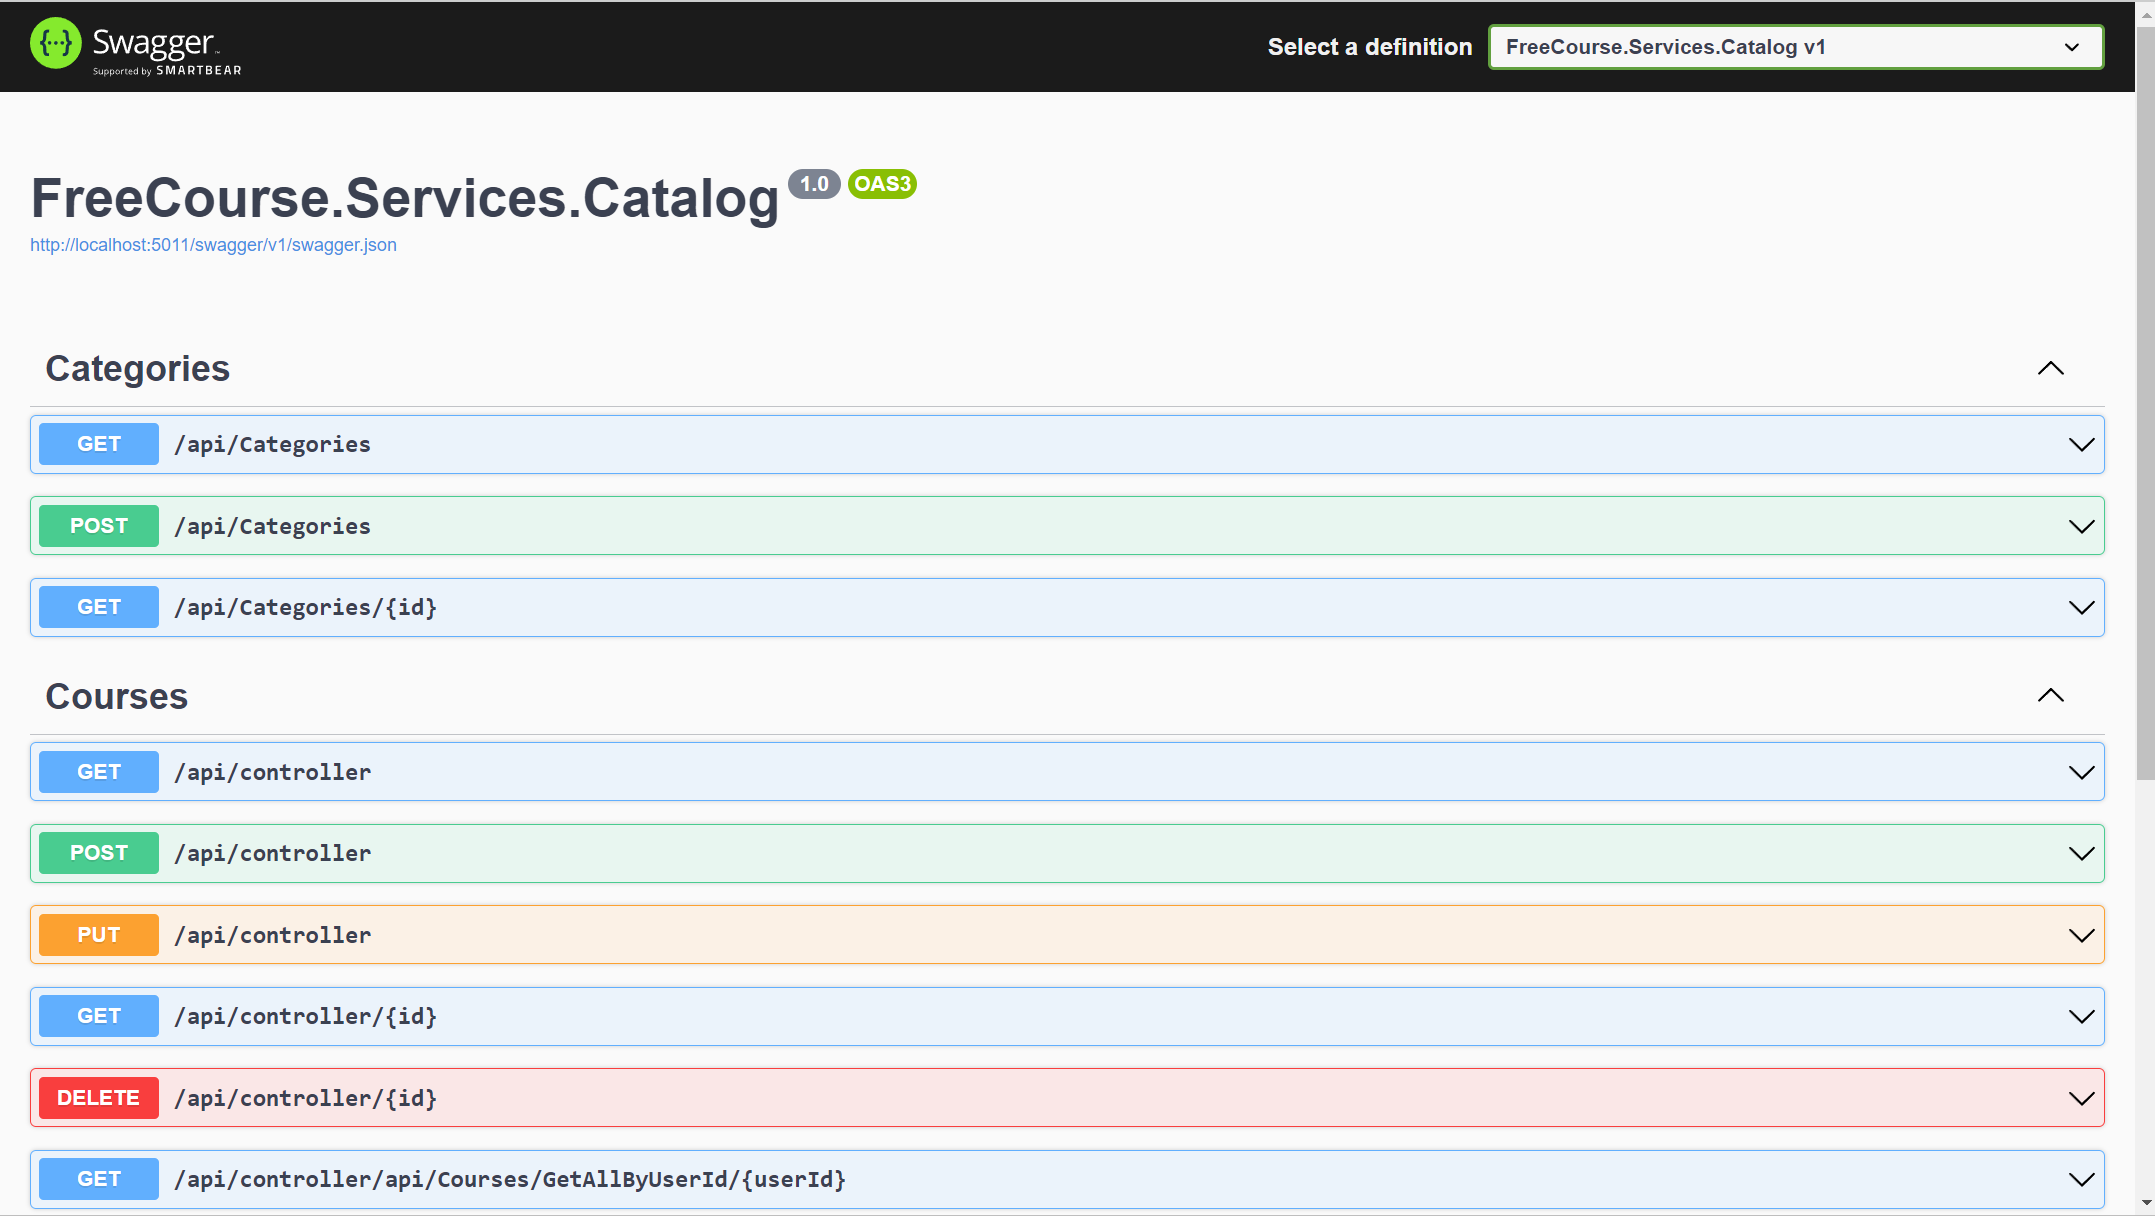 Swagger
Supported by SMARTBEAR
Select a definition
FreeCourse.Services.Catalog v1
FreeCourse.Services.Catalog 1.0 OAS3
http://localhost:5011/swagger/v1/swagger.json
Categories
GET /api/Categories
POST /api/Categories
GET /api/Categories/{id}
Courses
GET /api/controller
POST /api/controller
PUT /api/controller
GET /api/controller/{id}
DELETE /api/controller/{id}
GET /api/controller/api/Courses/GetAllByUserId/{userId}